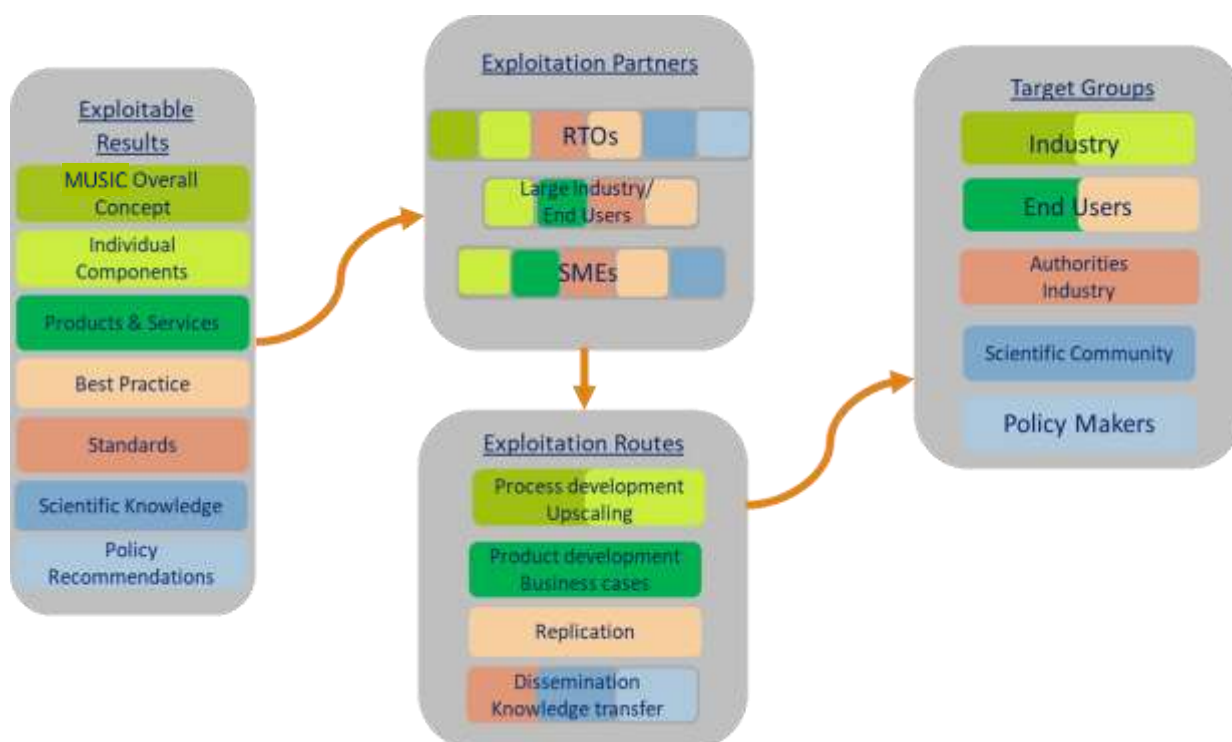 Exploitable
Results
MUSIC Overall
Concept
Individual
Components
Products & Services
Best Practice
Standards
Scientific Knowledge
Policy
Recommendations
Exploitation Partners
RTOs
Large Industry/
End Users
SMEs
Exploitation Routes
Process development
Upscaling
Product development
Business cases
Replication
Dissemination
Knowledge transfer
Target Groups
Industry
End Users
Authorities
Industry
Scientific Community
Policy Makers